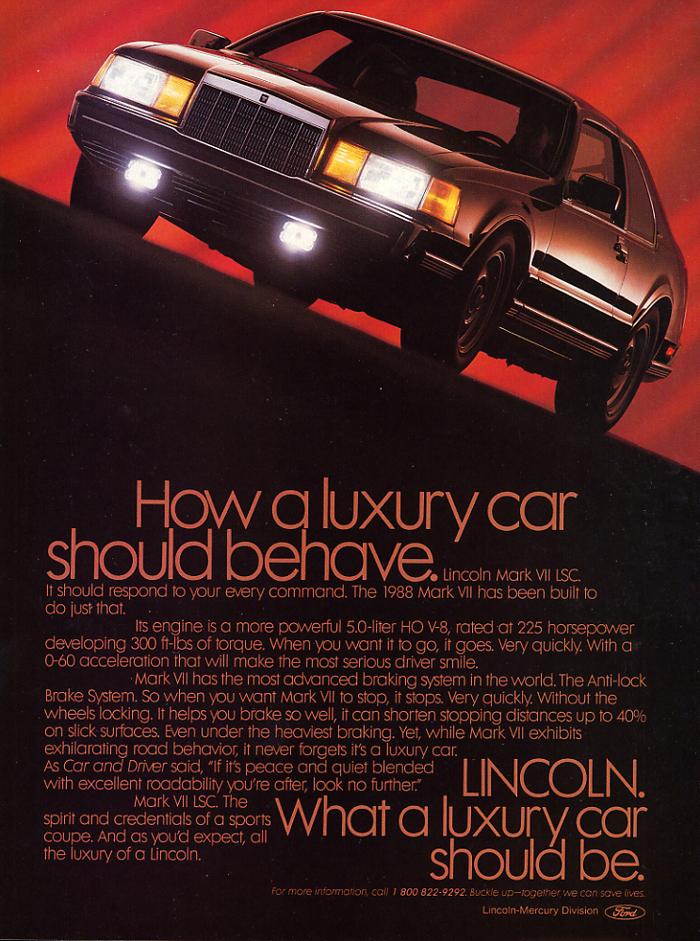 How a luxury car
should behave. Lincoln Mark VII LSC.
It should respond to your every command. The 1988 Mark VII has been built to
do just that.
Its engine is a more powerful 5.0-liter HO V-8, rated at 225 horsepower
developing 300 ft-lbs of torque. When you want it to go, it goes. Very quickly. With a
0-60 acceleration that will make the most serious driver smile.
Mark VII has the most advanced braking system in the world. The Anti-lock
Brake System. So when you want Mark VII to stop, it stops. Very quickly. Without the
wheels locking. It helps you brake so well, it can shorten stopping distances up to 40%
on slick surfaces. Even under the heaviest braking. Yet, while Mark VII exhibits
exhilarating road behavior, it never forgets it's a luxury car.
As Car and Driver said, "If it's peace and quiet blended
with excellent roadability you're after, look no further."
Mark VII LSC. The
spirit and credentials of a sports
coupe. And as you'd expect, all
the luxury of a Lincoln.
LINCOLN.
What a luxury car
should be.
For more information, call 1 800 822-9292. Buckle up—together we can save lives.
Lincoln-Mercury Division Ford